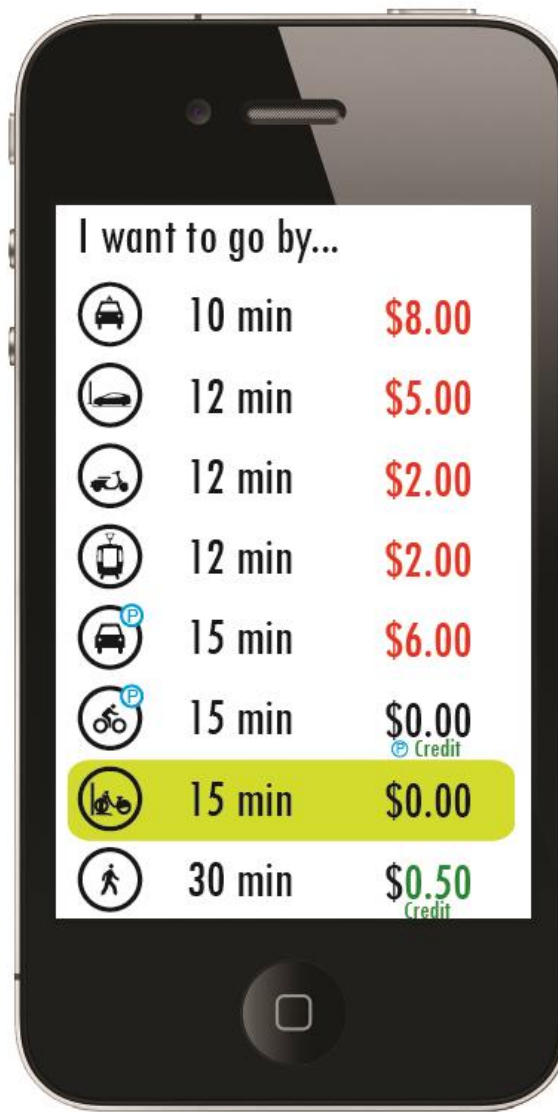 I want to go by...
10 min $8.00
12 min $5.00
12 min $2.00
12 min $2.00
P
15 min $6.00
P
15 min $0.00
P Credit
15 min $0.00
30 min $0.50
Credit